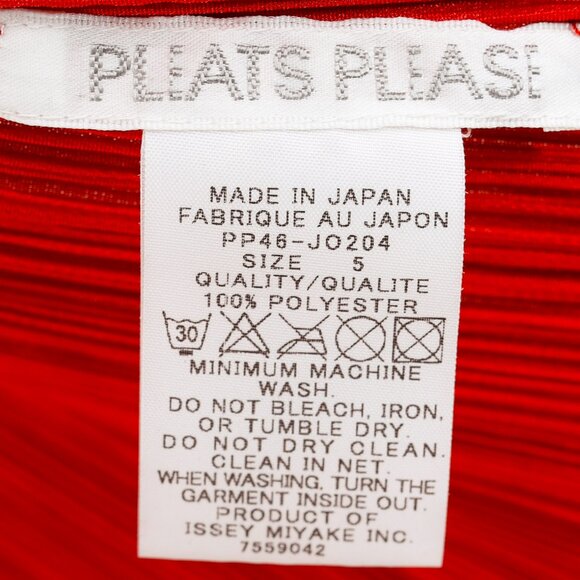 PLEATS PLEASE
MADE IN JAPAN
FABRIQUE AU JAPON
PP46-JO204
SIZE 5
QUALITY/QUALITE
100% POLYESTER
30
MINIMUM MACHINE
WASH.
DO NOT BLEACH, IRON,
OR TUMBLE DRY.
DO NOT DRY CLEAN.
CLEAN IN NET.
WHEN WASHING, TURN THE
GARMENT INSIDE OUT.
PRODUCT OF
ISSEY MIYAKE INC.
7559042